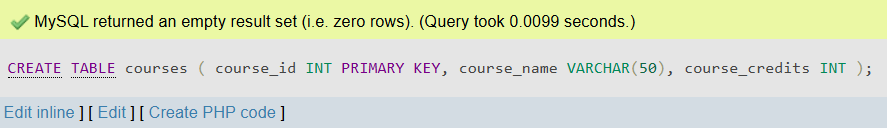 MySQL returned an empty result set (i.e. zero rows). (Query took 0.0099 seconds.)
CREATE TABLE courses ( course_id INT PRIMARY KEY, course_name VARCHAR(50), course_credits INT );
Edit inline ] [ Edit ] [ Create PHP code ]